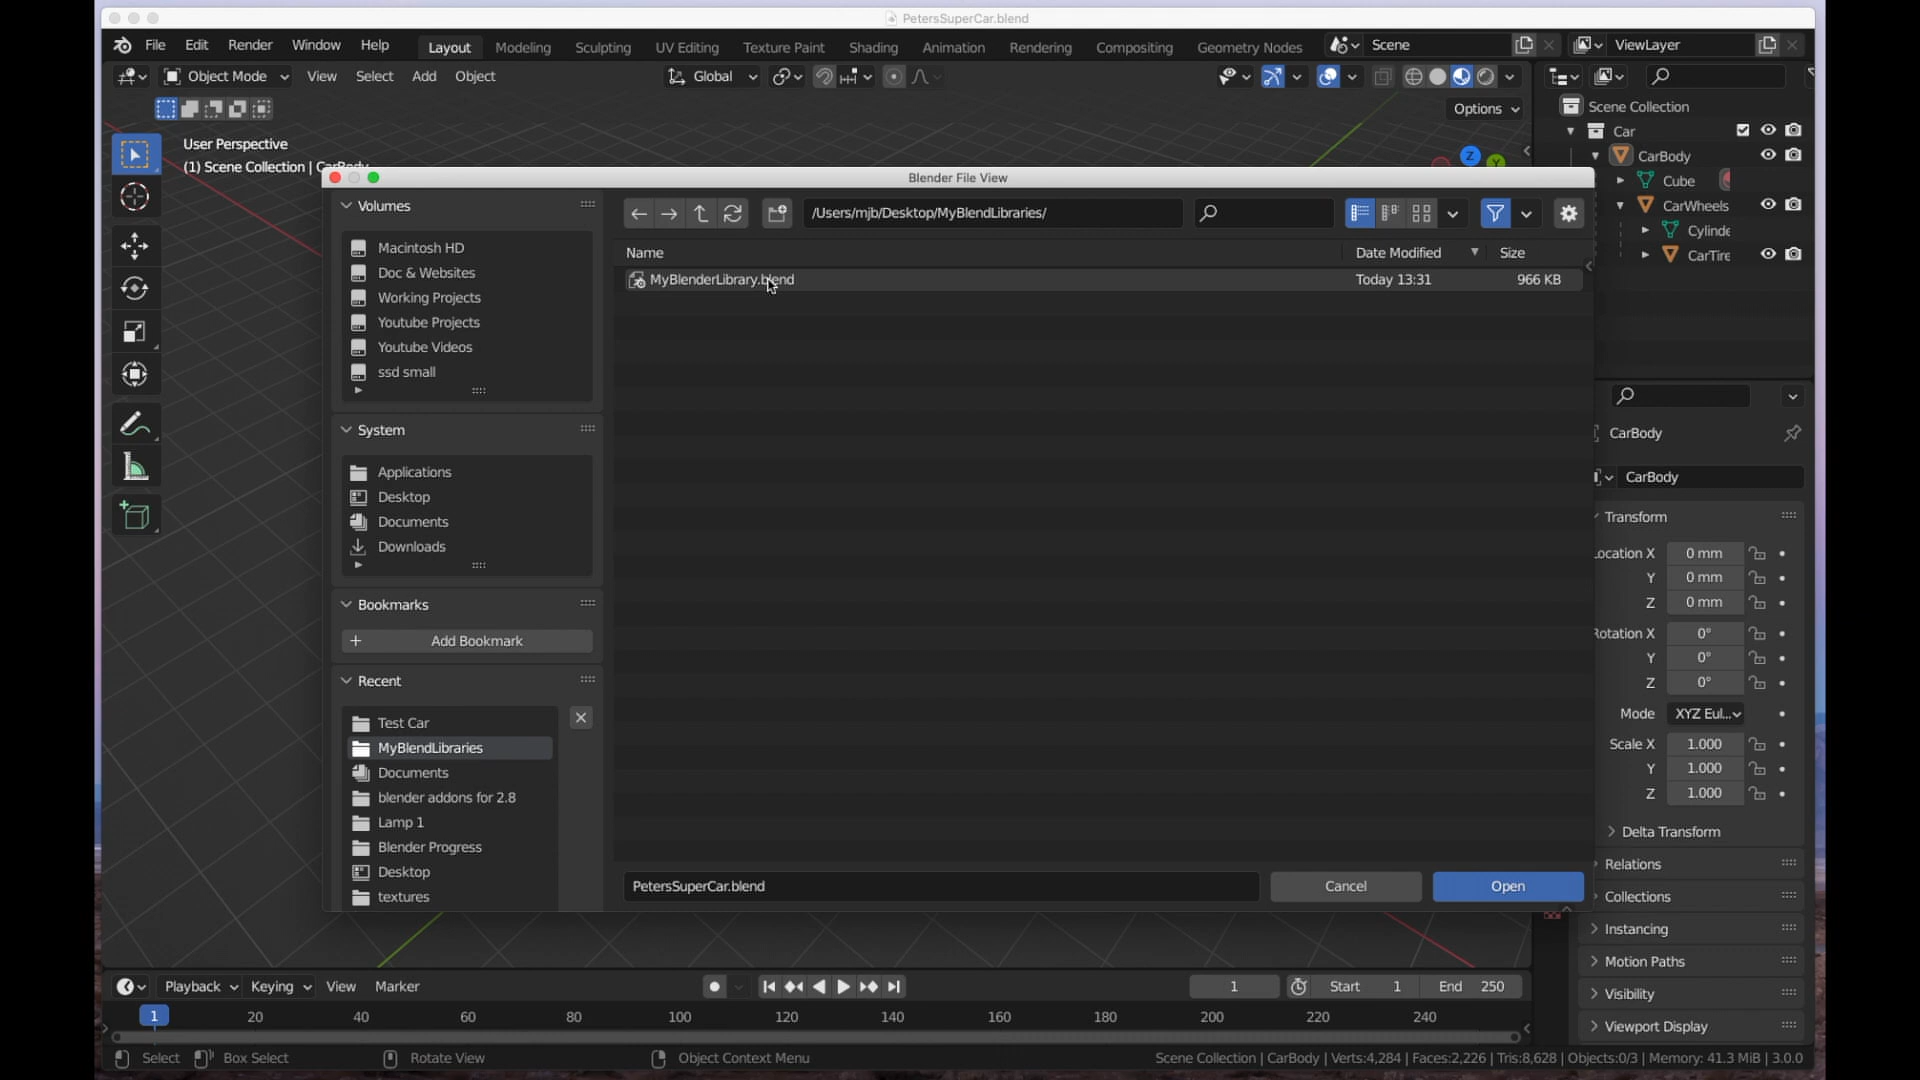 PetersSuperCar.blend
File Edit Render Window Help Layout Modeling Sculpting UV Editing Texture Paint Shading Animation Rendering Compositing Geometry Nodes Scene ViewLayer
Object Mode View Select Add Object Global
Options
Scene Collection
Car
CarBody
Cube
CarWheels
Cylinde
CarTire
User Perspective
(1) Scene Collection | CarBody
Z Y
Blender File View
Volumes
Macintosh HD
Doc & Websites
Working Projects
Youtube Projects
Youtube Videos
ssd small
System
Applications
Desktop
Documents
Downloads
Bookmarks
Add Bookmark
Recent
Test Car
MyBlendLibraries
Documents
blender addons for 2.8
Lamp 1
Blender Progress
Desktop
textures
/Users/mjb/Desktop/MyBlendLibraries/
Name Date Modified Size
MyBlenderLibrary.blend Today 13:31 966 KB
PetersSuperCar.blend Cancel Open
CarBody
CarBody
Transform
Location X 0 mm
Y 0 mm
Z 0 mm
Rotation X 0°
Y 0°
Z 0°
Mode XYZ Eul...
Scale X 1.000
Y 1.000
Z 1.000
Delta Transform
Relations
Collections
Instancing
Motion Paths
Visibility
Viewport Display
Playback Keying View Marker 1 Start 1 End 250
1 20 40 60 80 100 120 140 160 180 200 220 240
Select Box Select Rotate View Object Context Menu Scene Collection | CarBody | Verts:4,284 | Faces:2,226 | Tris:8,628 | Objects:0/3 | Memory: 41.3 MiB | 3.0.0